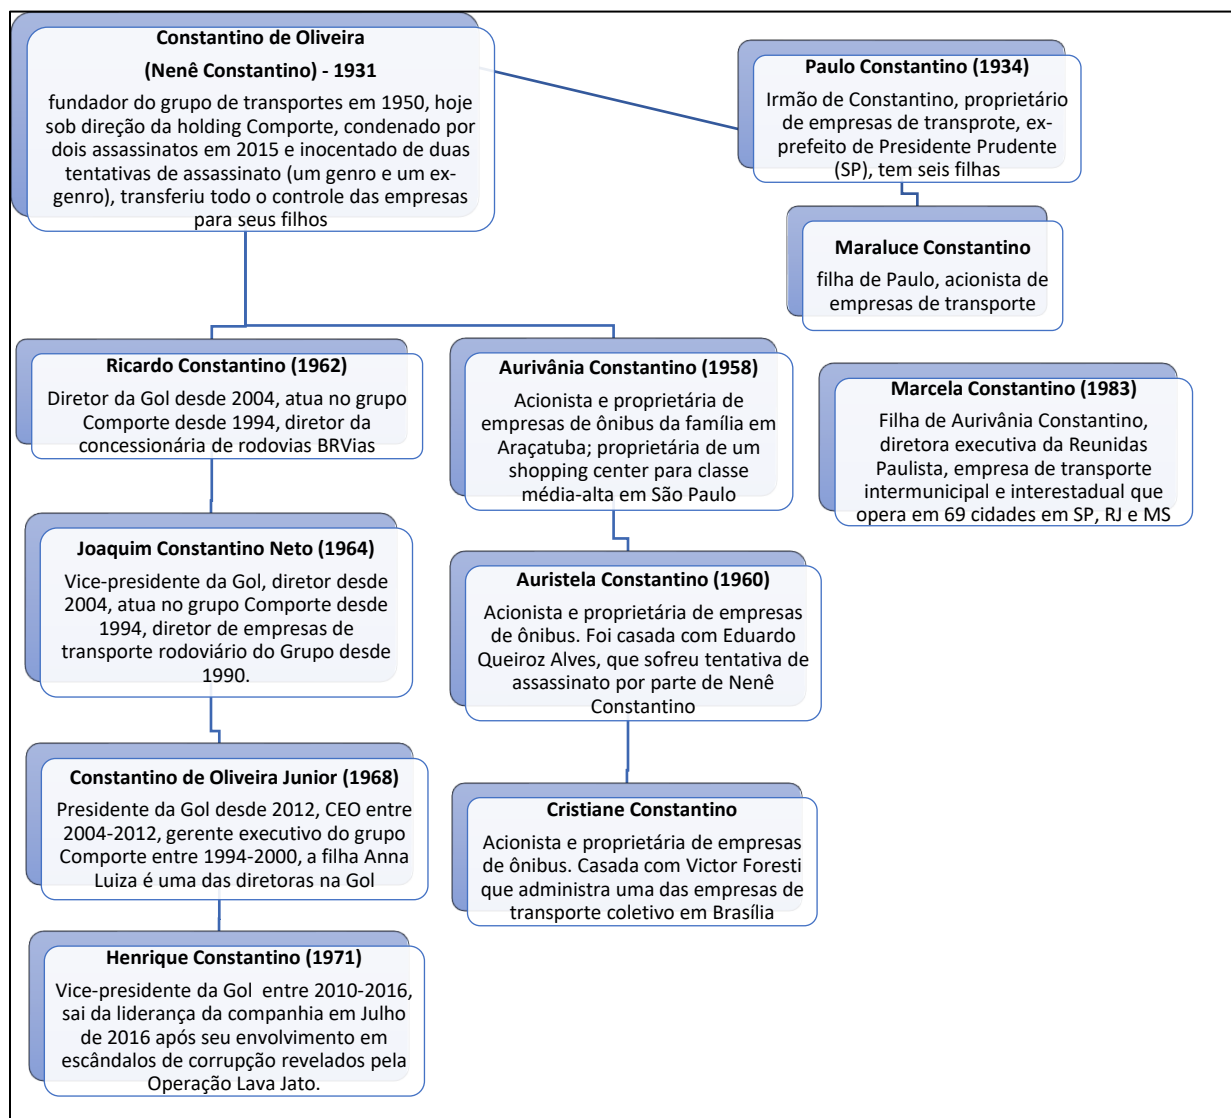 Constantino de Oliveira
(Nenê Constantino) - 1931
fundador do grupo de transportes em 1950, hoje
sob direção da holding Comporte, condenado por
dois assassinatos em 2015 e inocentado de duas
tentativas de assassinato (um genro e um ex-
genro), transferiu todo o controle das empresas
para seus filhos
Paulo Constantino (1934)
Irmão de Constantino, proprietário
de empresas de transprote, ex-
prefeito de Presidente Prudente
(SP), tem seis filhas
Maraluce Constantino
filha de Paulo, acionista de
empresas de transporte
Ricardo Constantino (1962)
Diretor da Gol desde 2004, atua no grupo
Comporte desde 1994, diretor da
concessionária de rodovias BRVias
Aurivânia Constantino (1958)
Acionista e proprietária de
empresas de ônibus da família em
Araçatuba; proprietária de um
shopping center para classe
média-alta em São Paulo
Marcela Constantino (1983)
Filha de Aurivânia Constantino,
diretora executiva da Reunidas
Paulista, empresa de transporte
intermunicipal e interestadual que
opera em 69 cidades em SP, RJ e MS
Joaquim Constantino Neto (1964)
Vice-presidente da Gol, diretor desde
2004, atua no grupo Comporte desde
1994, diretor de empresas de
transporte rodoviário do Grupo desde
1990.
Auristela Constantino (1960)
Acionista e proprietária de empresas
de ônibus. Foi casada com Eduardo
Queiroz Alves, que sofreu tentativa de
assassinato por parte de Nenê
Constantino
Constantino de Oliveira Junior (1968)
Presidente da Gol desde 2012, CEO entre
2004-2012, gerente executivo do grupo
Comporte entre 1994-2000, a filha Anna
Luiza é uma das diretoras na Gol
Cristiane Constantino
Acionista e proprietária de empresas
de ônibus. Casada com Victor Foresti
que administra uma das empresas de
transporte coletivo em Brasília
Henrique Constantino (1971)
Vice-presidente da Gol entre 2010-2016,
sai da liderança da companhia em Julho
de 2016 após seu envolvimento em
escândalos de corrupção revelados pela
Operação Lava Jato.